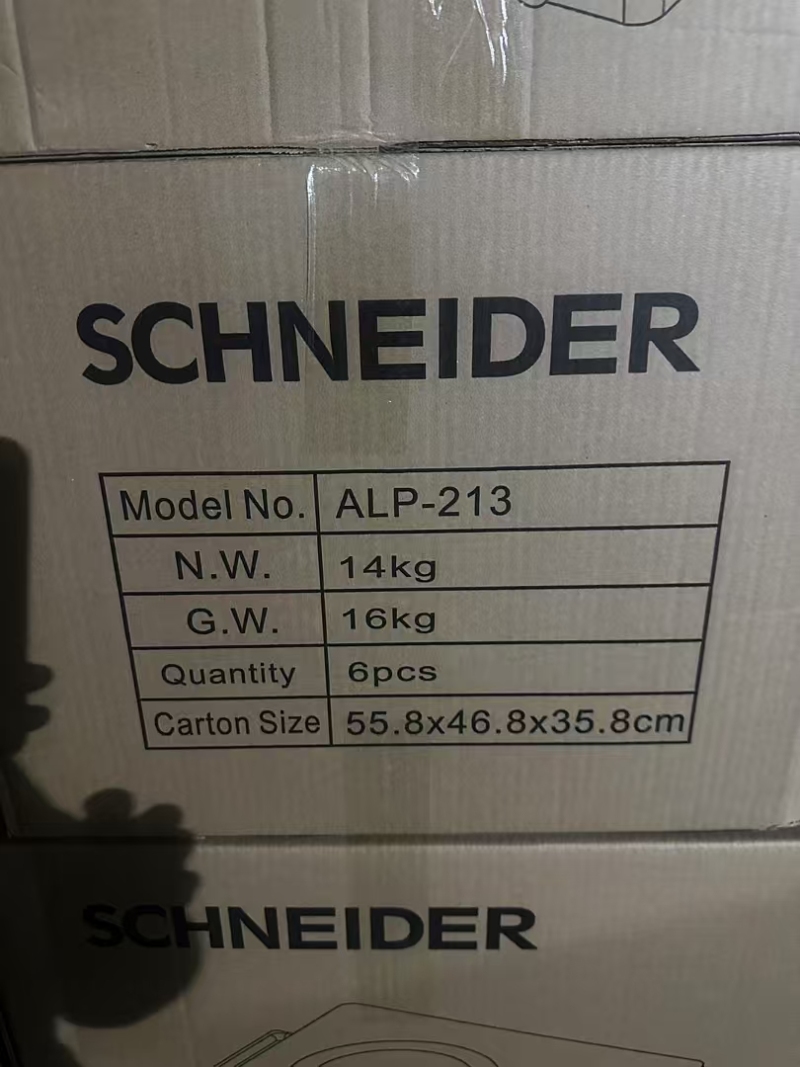 SCHNEIDER
Model No. ALP-213
N.W. 14kg
G.W. 16kg
Quantity 6pcs
Carton Size 55.8x46.8x35.8cm
SCHNEIDER